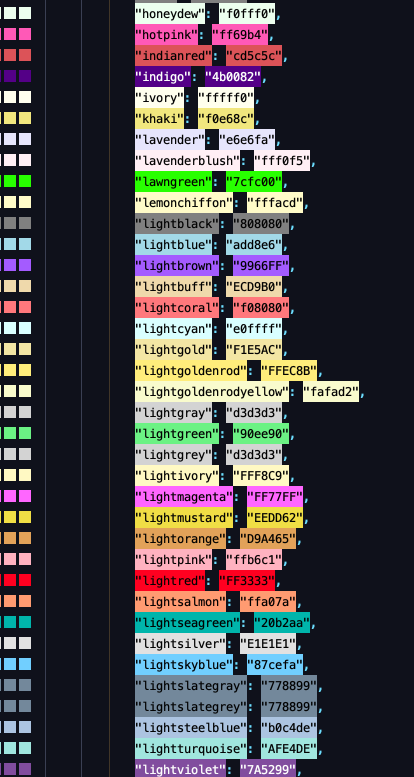 "honeydew": "f0fff0",
"hotpink": "ff69b4",
"indianred": "cd5c5c",
"indigo": "4b0082",
"ivory": "fffff0",
"khaki": "f0e68c",
"lavender": "e6e6fa",
"lavenderblush": "fff0f5",
"lawngreen": "7cfc00",
"lemonchiffon": "fffacd",
"lightblack": "808080",
"lightblue": "add8e6",
"lightbrown": "9966FF",
"lightbuff": "ECD9B0",
"lightcoral": "f08080",
"lightcyan": "e0ffff",
"lightgold": "F1E5AC",
"lightgoldenrod": "FFEC8B",
"lightgoldenrodyellow": "fafad2",
"lightgray": "d3d3d3",
"lightgreen": "90ee90",
"lightgrey": "d3d3d3",
"lightivory": "FFF8C9",
"lightmagenta": "FF77FF",
"lightmustard": "EEDD62",
"lightorange": "D9A465",
"lightpink": "ffb6c1",
"lightred": "FF3333",
"lightsalmon": "ffa07a",
"lightseagreen": "20b2aa",
"lightsilver": "E1E1E1",
"lightskyblue": "87cefa",
"lightslategray": "778899",
"lightslategrey": "778899",
"lightsteelblue": "b0c4de",
"lightturquoise": "AFE4DE",
"lightviolet": "7A5299",